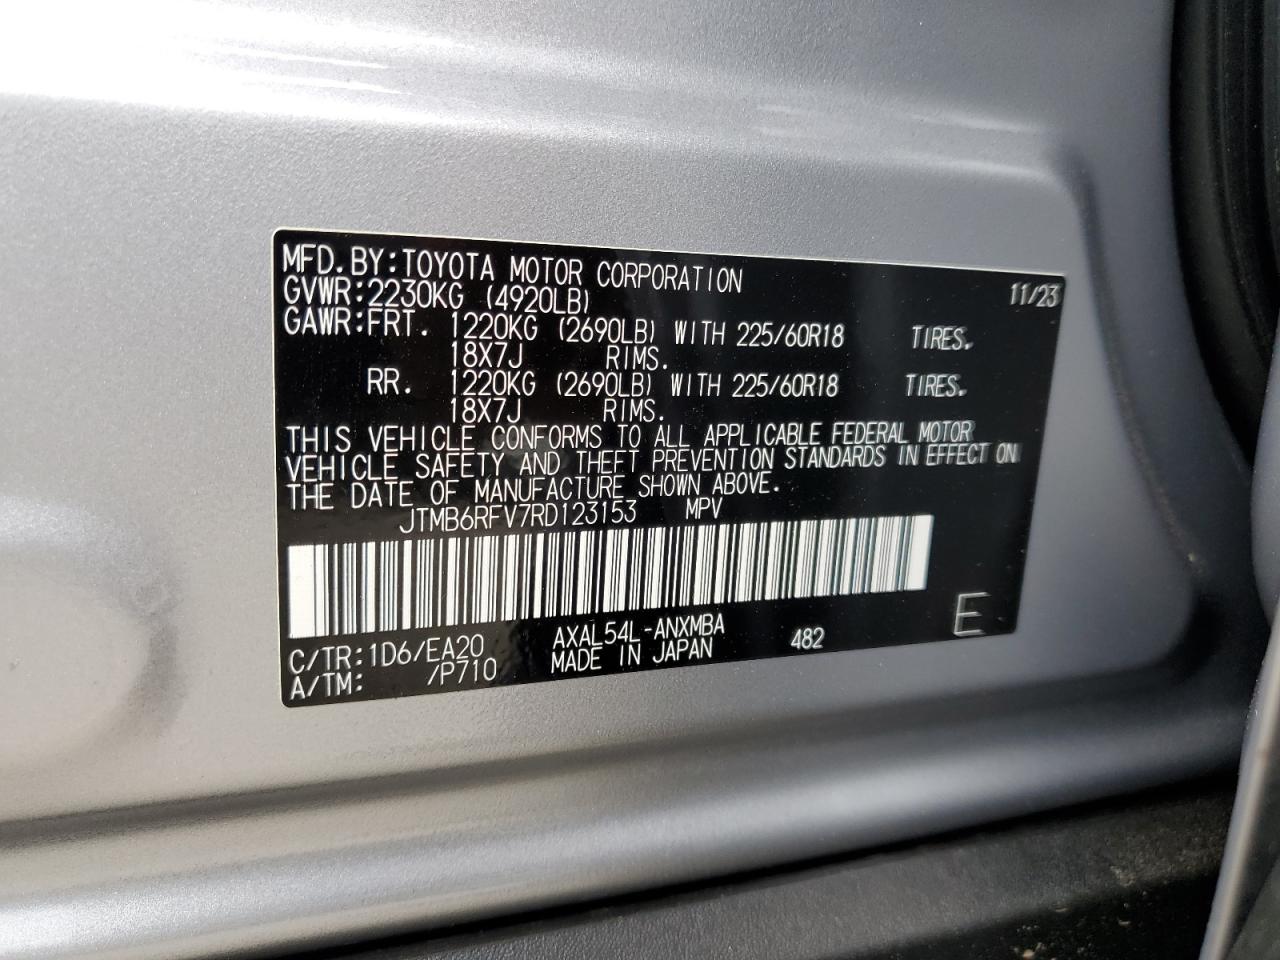 MFD.BY:TOYOTA MOTOR CORPORATION 11/23
GVWR:2230KG (4920LB)
GAWR:FRT. 1220KG (2690LB) WITH 225/60R18 TIRES.
18X7J RIMS.
RR. 1220KG (2690LB) WITH 225/60R18 TIRES.
18X7J RIMS.
THIS VEHICLE CONFORMS TO ALL APPLICABLE FEDERAL MOTOR
VEHICLE SAFETY AND THEFT PREVENTION STANDARDS IN EFFECT ON
THE DATE OF MANUFACTURE SHOWN ABOVE.
JTMB6RFV7RD123153 MPV
C/TR:1D6/EA20 AXAL54L-ANXMBA 482 E
A/TM: /P710 MADE IN JAPAN